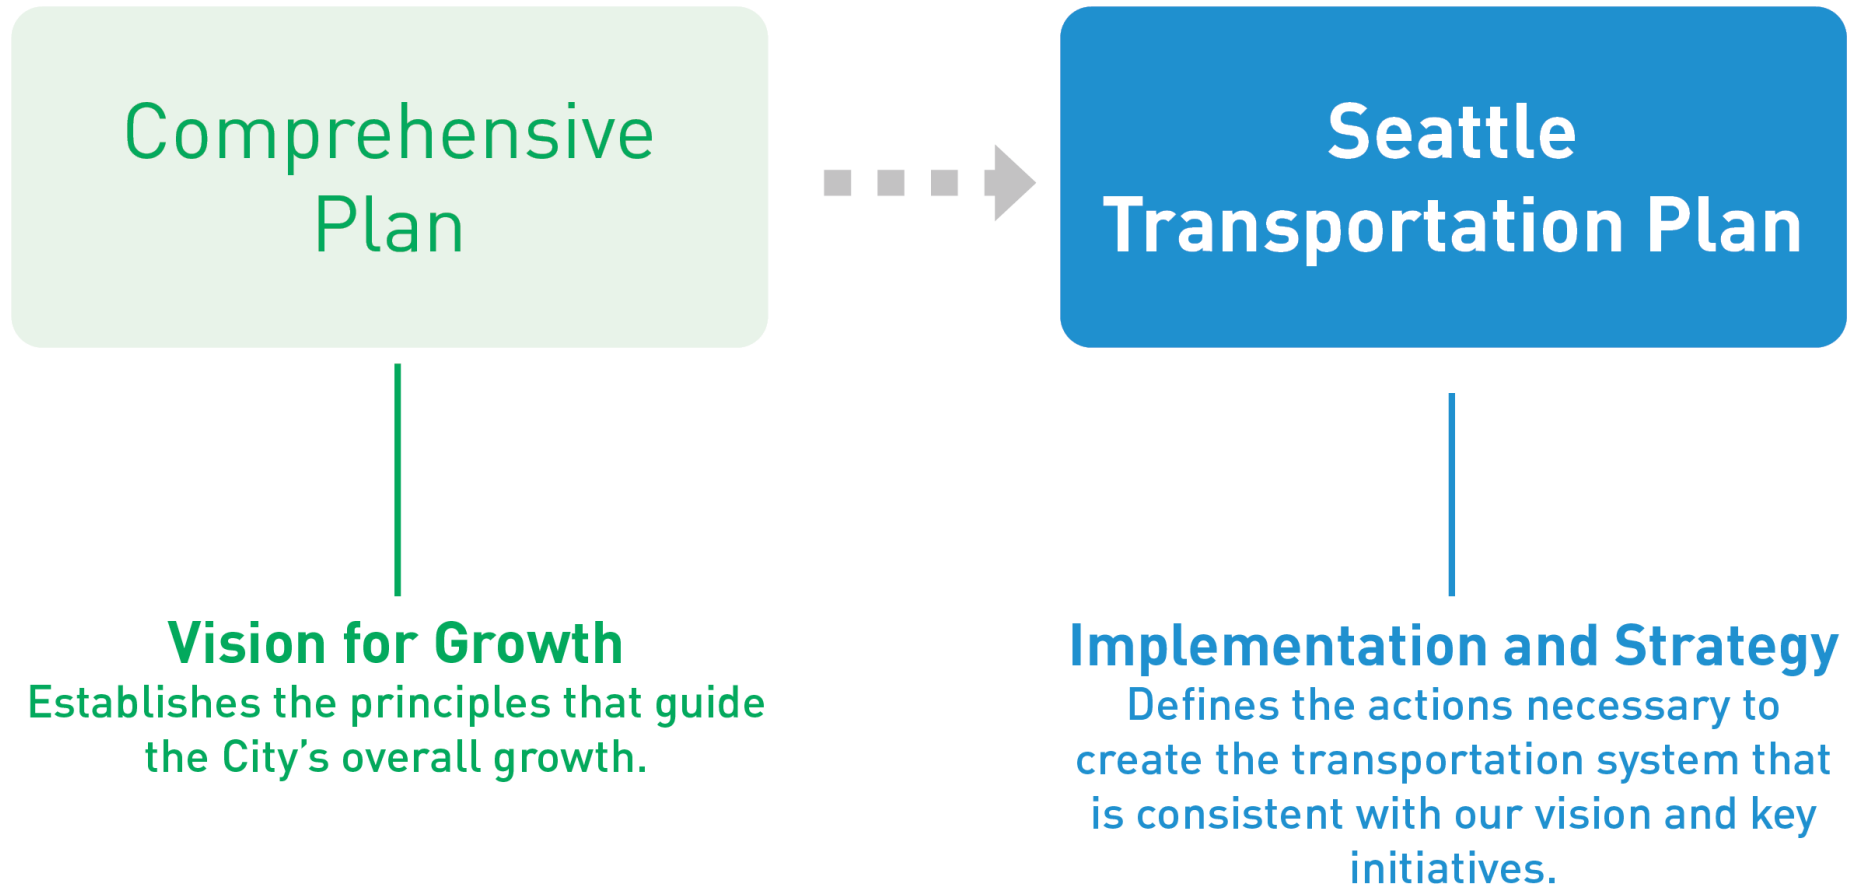 Comprehensive
Plan
Seattle
Transportation Plan
Vision for Growth
Establishes the principles that guide
the City’s overall growth.
Implementation and Strategy
Defines the actions necessary to
create the transportation system that
is consistent with our vision and key
initiatives.